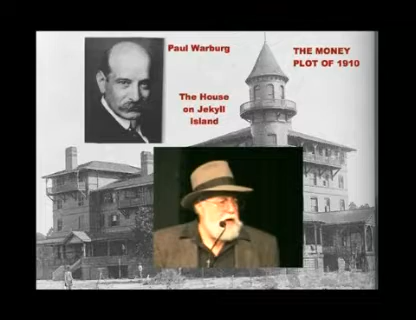 Paul Warburg
THE MONEY
PLOT OF 1910
The House
on Jekyll
Island